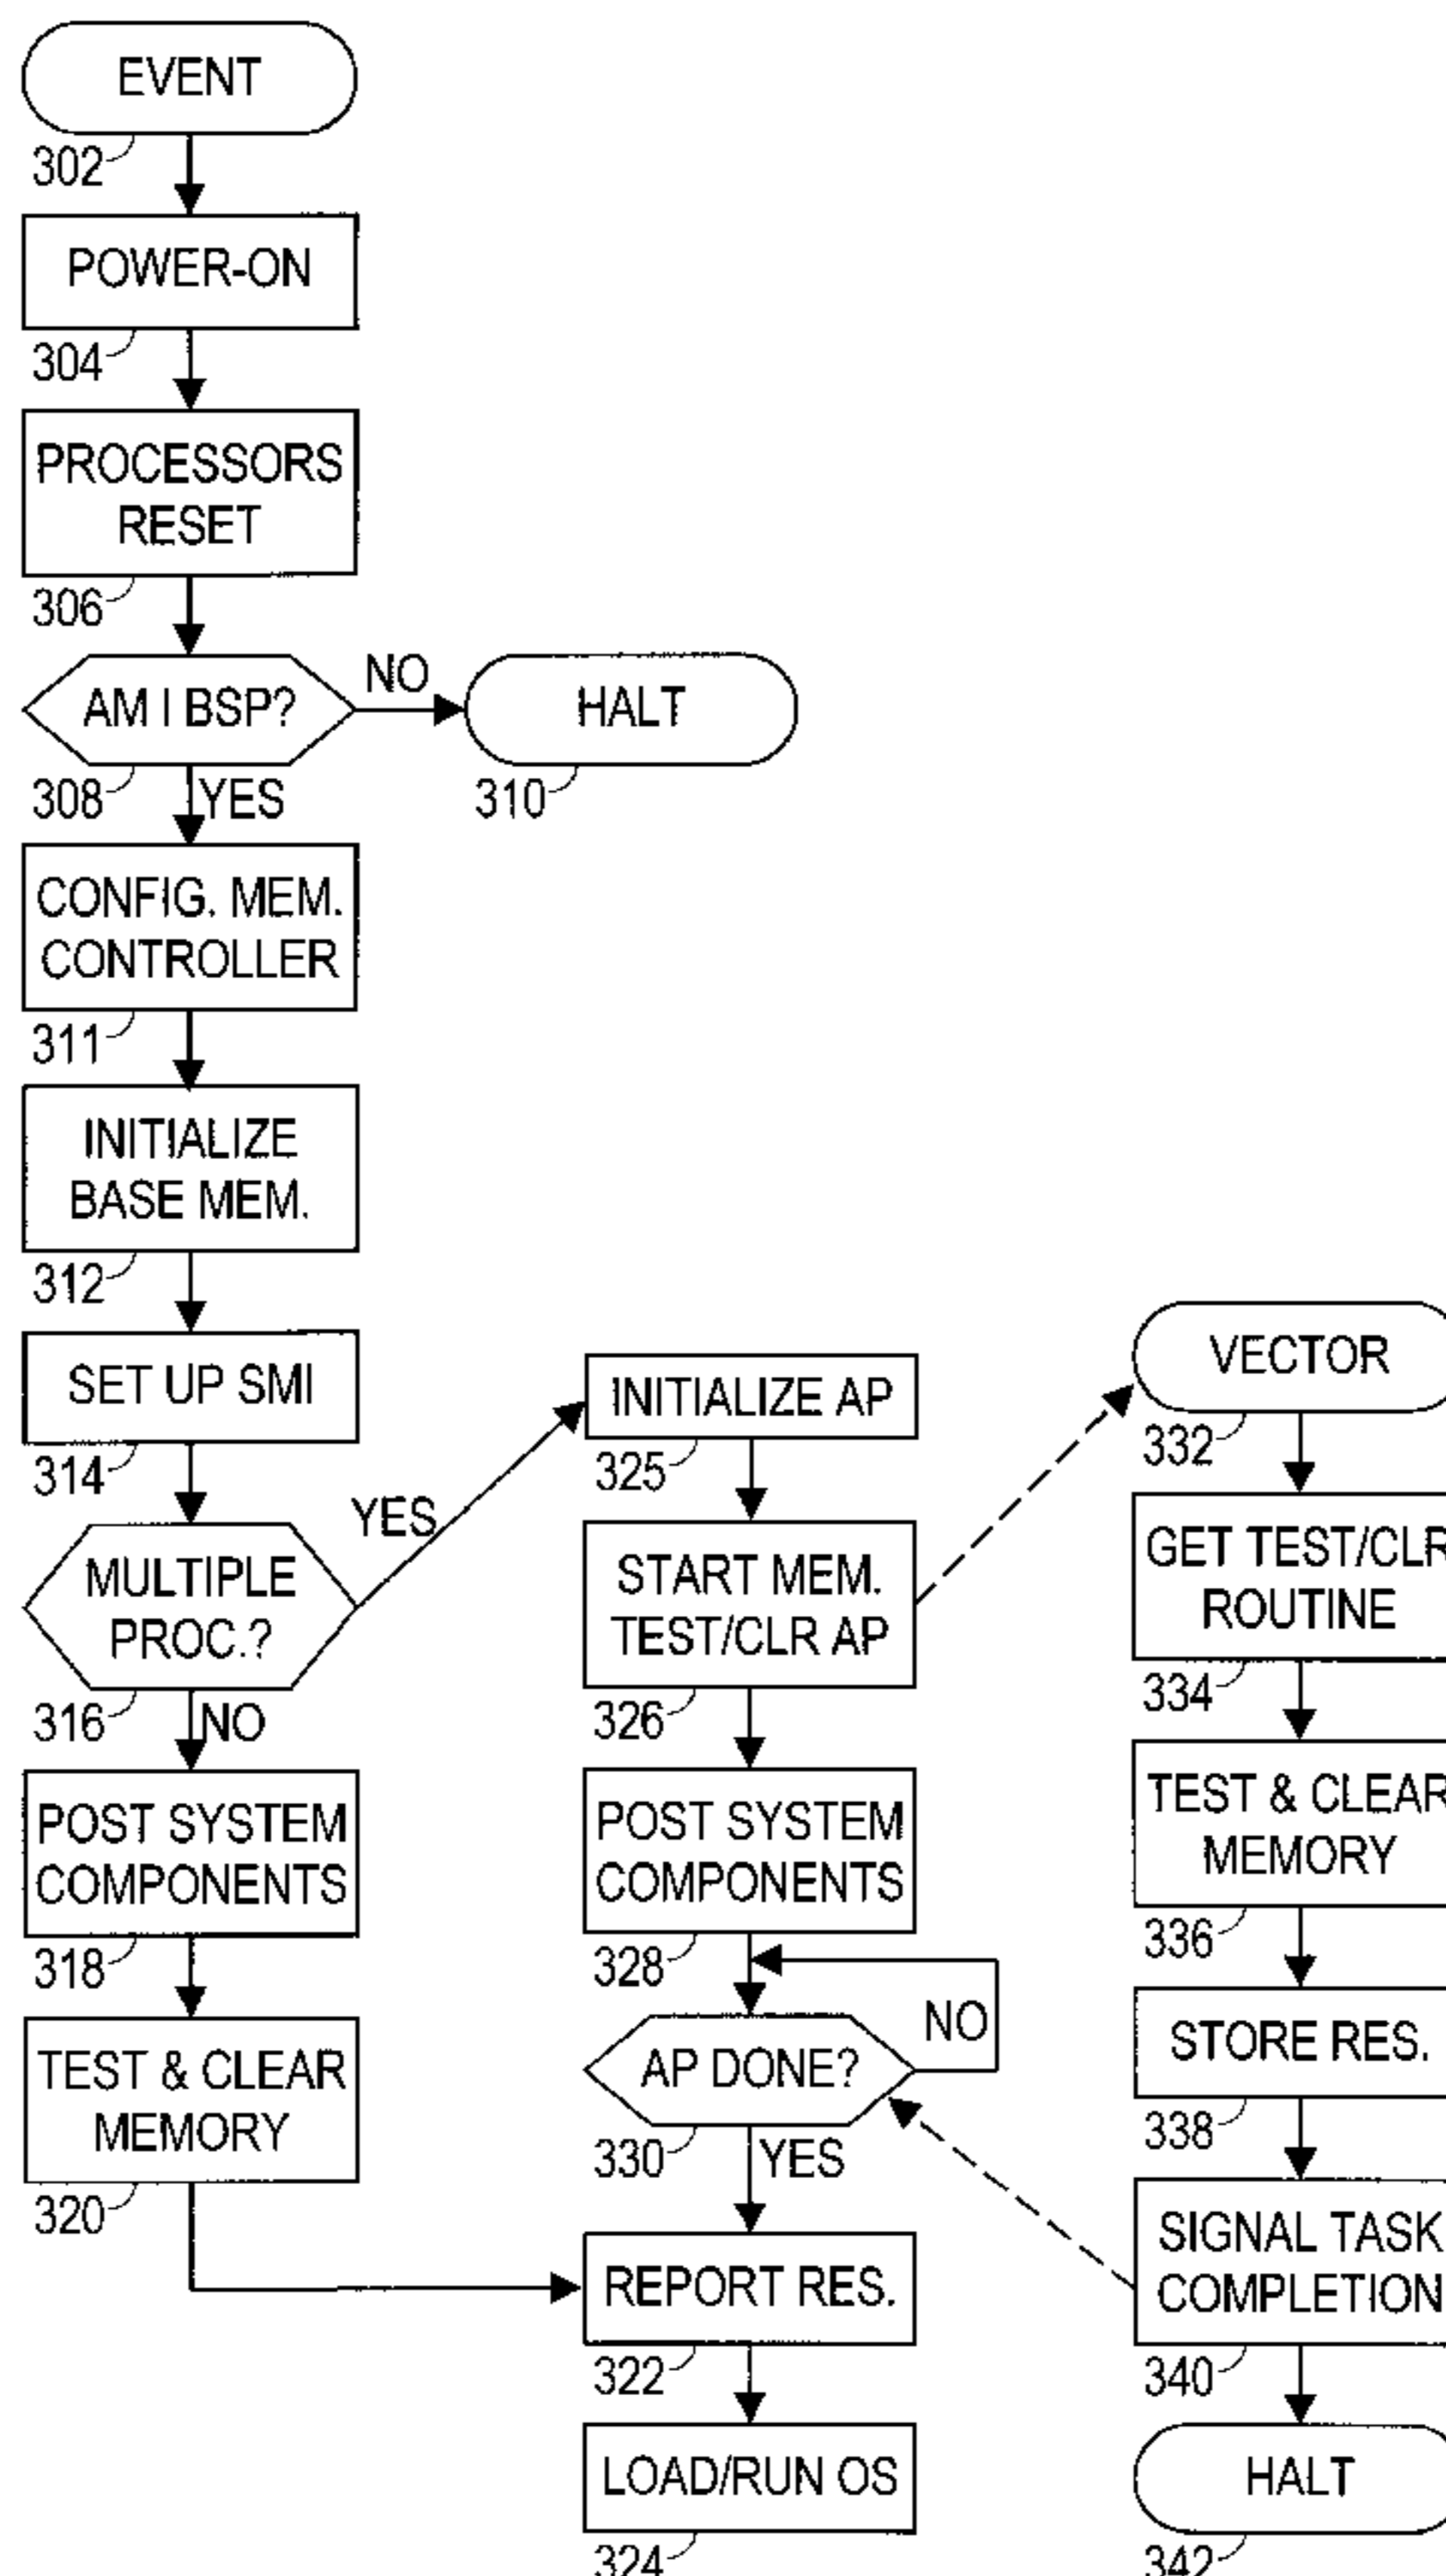 EVENT
302
POWER-ON
304
PROCESSORS
RESET
306
AM I BSP?
NO
HALT
308
YES
310
CONFIG. MEM.
CONTROLLER
311
INITIALIZE
BASE MEM.
312
SET UP SMI
314
MULTIPLE
PROC.?
YES
316
NO
POST SYSTEM
COMPONENTS
318
TEST & CLEAR
MEMORY
320
INITIALIZE AP
325
START MEM.
TEST/CLR AP
326
POST SYSTEM
COMPONENTS
328
NO
AP DONE?
330
YES
REPORT RES.
322
LOAD/RUN OS
324
VECTOR
332
GET TEST/CLR
ROUTINE
334
TEST & CLEAR
MEMORY
336
STORE RES.
338
SIGNAL TASK
COMPLETION
340
HALT
342